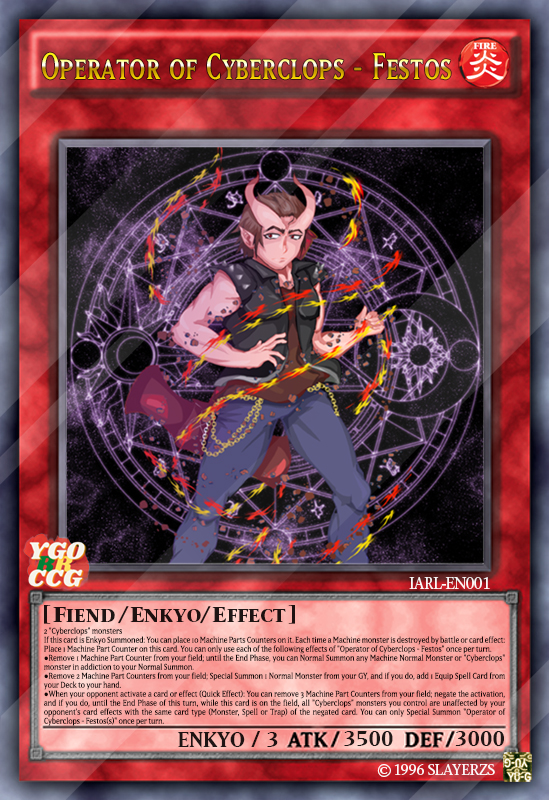 OPERATOR OF CYBERCLOPS - FESTOS
FIRE
炎
YGO
BR
CCG
IARL-EN001
[FIEND/ENKYO/EFFECT]
2 "Cyberclops" monsters
If this card is Enkyo Summoned: You can place 10 Machine Parts Counters on it. Each time a Machine monster is destroyed by battle or card effect:
Place 1 Machine Part Counter on this card. You can only use each of the following effects of "Operator of Cyberclops - Festos" once per turn.
●Remove 1 Machine Part Counter from your field; until the End Phase, you can Normal Summon any Machine Normal Monster or "Cyberclops"
monster in addition to your Normal Summon.
●Remove 2 Machine Part Counters from your field; Special Summon 1 Normal Monster from your GY, and if you do, add 1 Equip Spell Card from
your Deck to your hand.
●When your opponent activate a card or effect (Quick Effect): You can remove 3 Machine Part Counters from your field; negate the activation,
and if you do, until the End Phase of this turn, while this card is on the field, all "Cyberclops" monsters you control are unaffected by your
opponent's card effects with the same card type (Monster, Spell or Trap) of the negated card. You can only Special Summon "Operator of
Cyberclops - Festos(s)" once per turn.
ENKYO / 3 ATK/3500 DEF/3000
© 1996 SLAYERZS
YU-G
YU-G